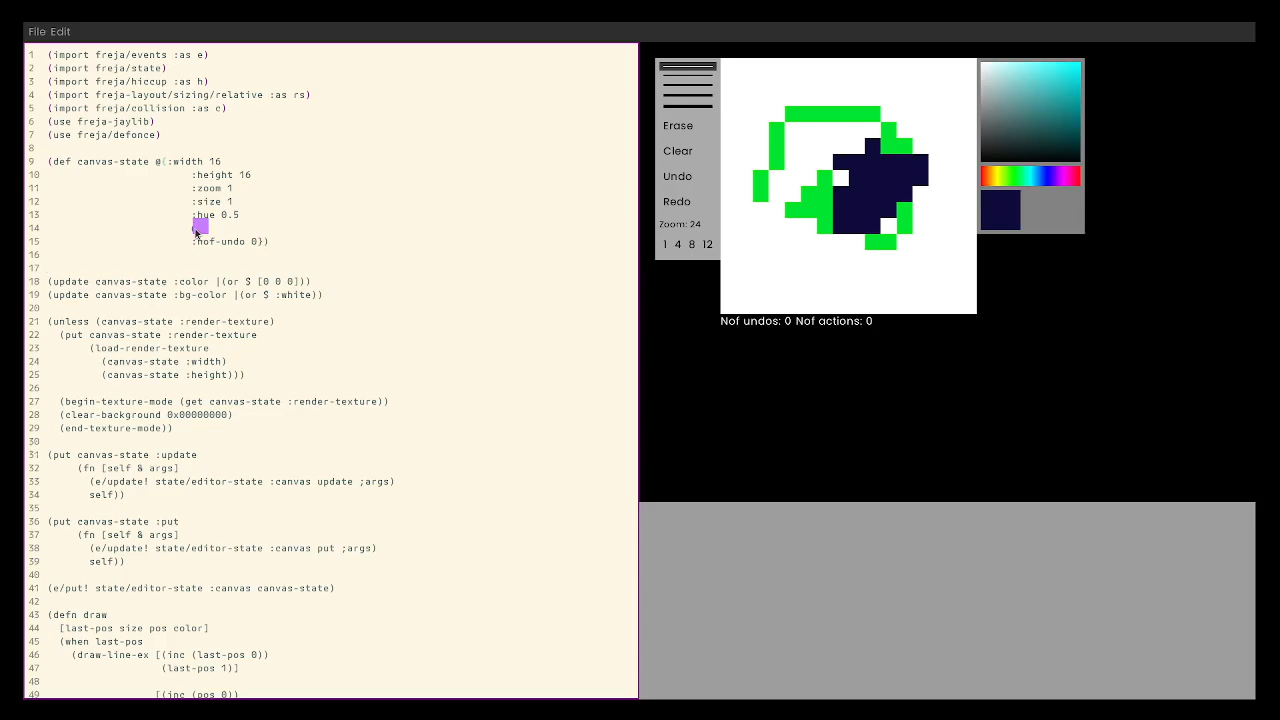 File Edit
1 (import freja/events :as e)
2 (import freja/state)
3 (import freja/hiccup :as h)
4 (import freja-layout/sizing/relative :as rs)
5 (import freja/collision :as c)
6 (use freja-jaylib)
7 (use freja/defonce)
8
9 (def canvas-state @{:width 16
10 :height 16
11 :zoom 1
12 :size 1
13 :hue 0.5
14
15 :nof-undo 0})
16
17
18 (update canvas-state :color |(or $ [0 0 0]))
19 (update canvas-state :bg-color |(or $ :white))
20
21 (unless (canvas-state :render-texture)
22 (put canvas-state :render-texture
23 (load-render-texture
24 (canvas-state :width)
25 (canvas-state :height)))
26
27 (begin-texture-mode (get canvas-state :render-texture))
28 (clear-background 0x00000000)
29 (end-texture-mode))
30
31 (put canvas-state :update
32 (fn [self & args]
33 (e/update! state/editor-state :canvas update ;args)
34 self))
35
36 (put canvas-state :put
37 (fn [self & args]
38 (e/update! state/editor-state :canvas put ;args)
39 self))
40
41 (e/put! state/editor-state :canvas canvas-state)
42
43 (defn draw
44 [last-pos size pos color]
45 (when last-pos
46 (draw-line-ex [(inc (last-pos 0))
47 (last-pos 1)]
48
49 [(inc (pos 0))
Erase
Clear
Undo
Redo
Zoom: 24
1 4 8 12
Nof undos: 0 Nof actions: 0